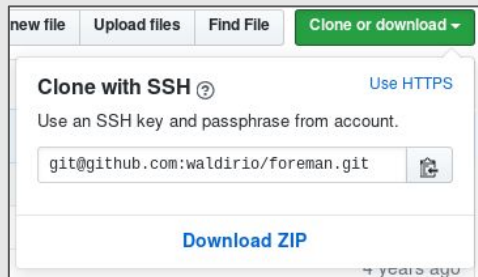 new file Upload files Find File Clone or download
Clone with SSH ?
Use HTTPS
Use an SSH key and passphrase from account.
git@github.com:waldirio/foreman.git
Download ZIP
4 years ago